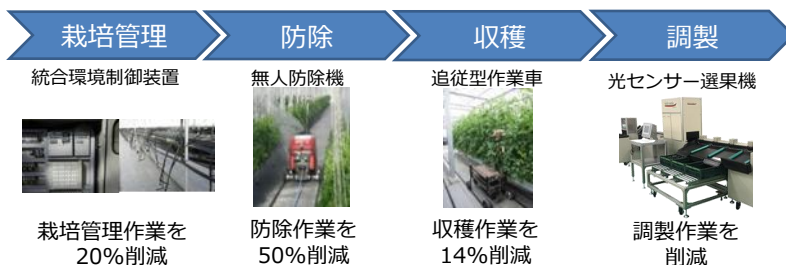 栽培管理
防除
収穫
調製
統合環境制御装置
無人防除機
追従型作業車
光センサー選果機
栽培管理作業を
20%削減
防除作業を
50%削減
収穫作業を
14%削減
調製作業を
削減